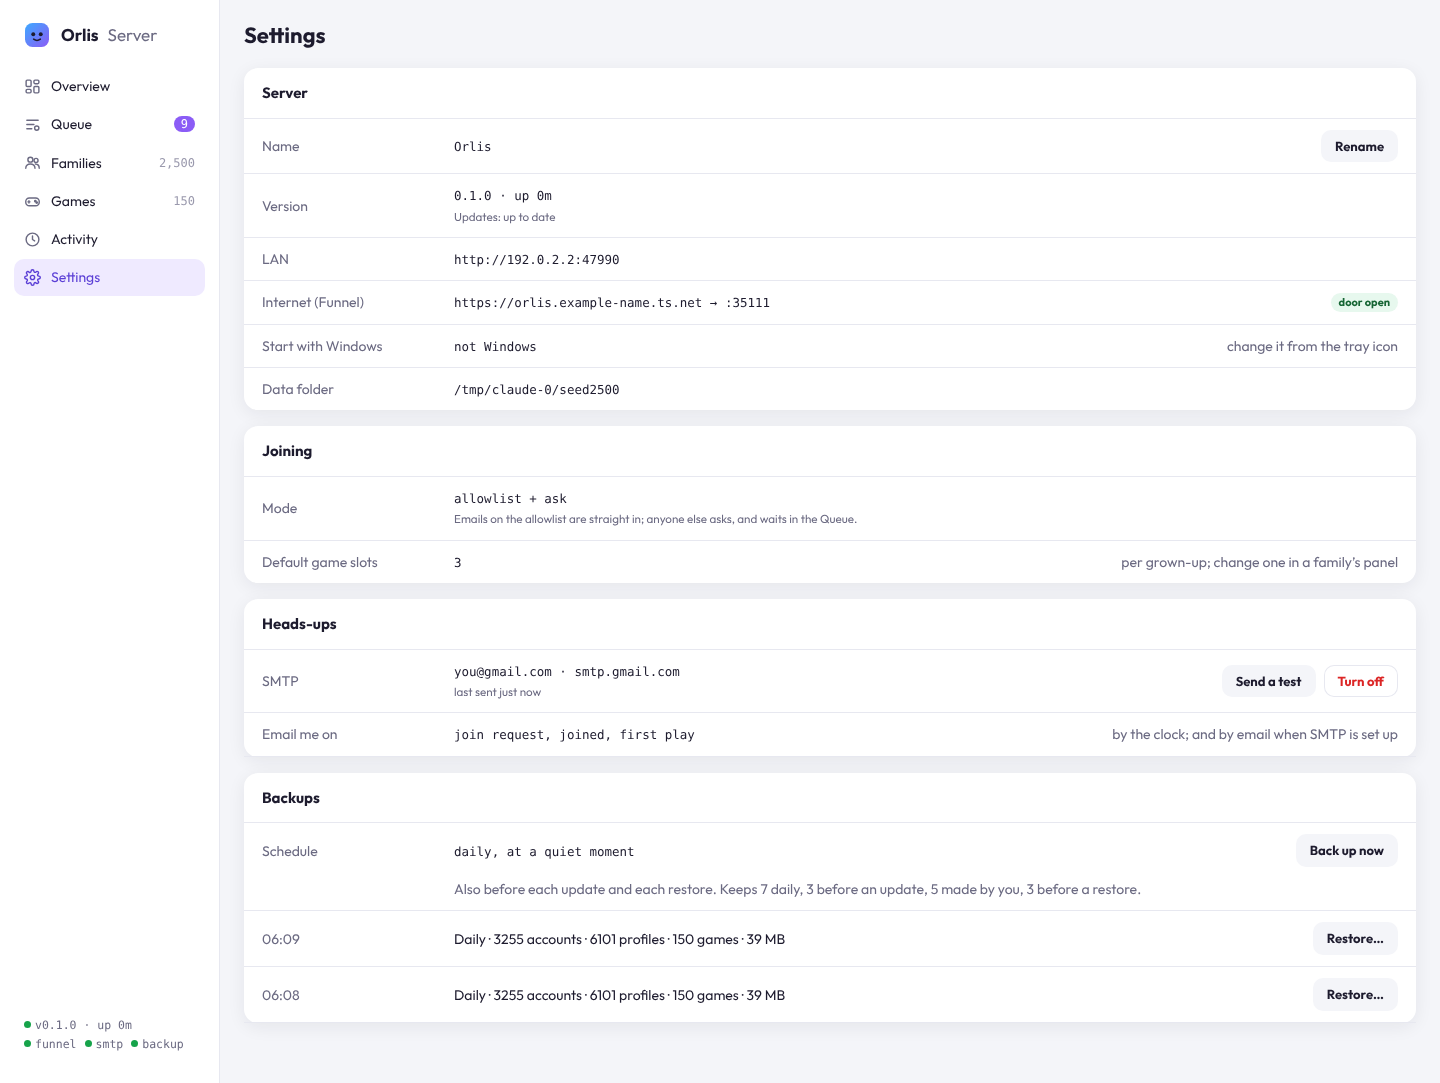 Orlis Server
Overview
Queue 9
Families 2,500
Games 150
Activity
Settings
v0.1.0 · up 0m
funnel smtp backup
Settings
Server
Name Orlis Rename
Version 0.1.0 · up 0m
Updates: up to date
LAN http://192.0.2.2:47990
Internet (Funnel) https://orlis.example-name.ts.net → :35111 door open
Start with Windows not Windows change it from the tray icon
Data folder /tmp/claude-0/seed2500
Joining
Mode allowlist + ask
Emails on the allowlist are straight in; anyone else asks, and waits in the Queue.
Default game slots 3 per grown-up; change one in a family’s panel
Heads-ups
SMTP you@gmail.com · smtp.gmail.com Send a test Turn off
last sent just now
Email me on join request, joined, first play by the clock; and by email when SMTP is set up
Backups
Schedule daily, at a quiet moment Back up now
Also before each update and each restore. Keeps 7 daily, 3 before an update, 5 made by you, 3 before a restore.
06:09 Daily · 3255 accounts · 6101 profiles · 150 games · 39 MB Restore...
06:08 Daily · 3255 accounts · 6101 profiles · 150 games · 39 MB Restore...